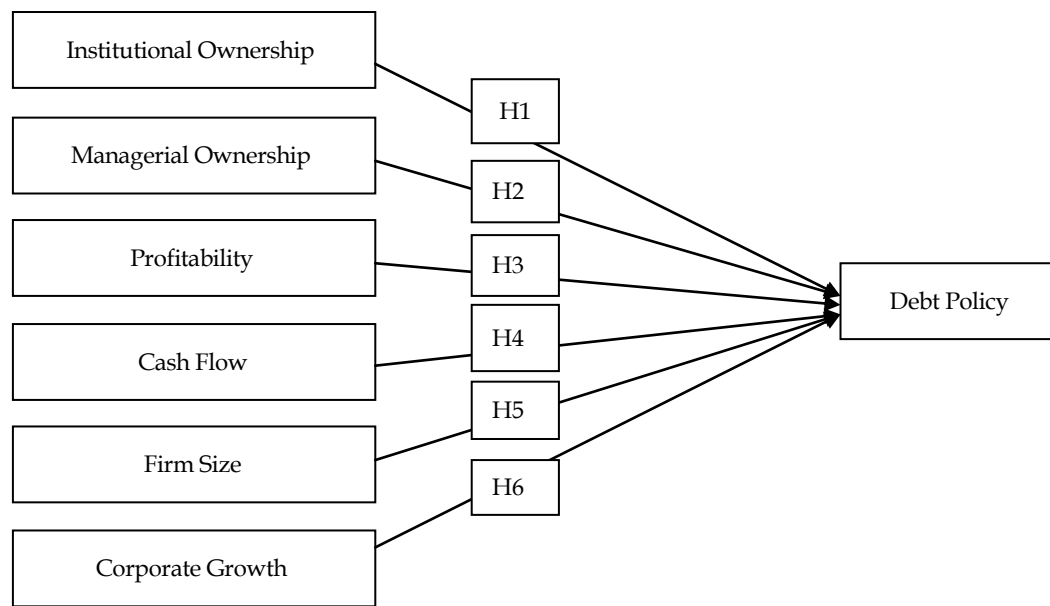 Institutional Ownership
H1
Managerial Ownership
H2
Profitability
H3
Debt Policy
H4
Cash Flow
H5
Firm Size
H6
Corporate Growth